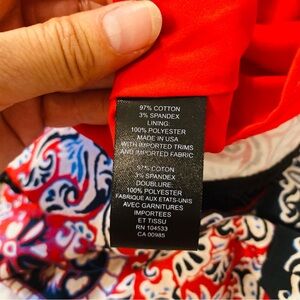 97% COTTON
3% SPANDEX
LINING:
100% POLYESTER
MADE IN USA
WITH IMPORTED TRIMS
AND IMPORTED FABRIC
97% COTTON
3% SPANDEX
DOUBLURE:
100% POLYESTER
FABRIQUE AUX ETATS-UNIS
AVEC GARNITURES
IMPORTEES
ET TISSU
RN 104533
CA 00985